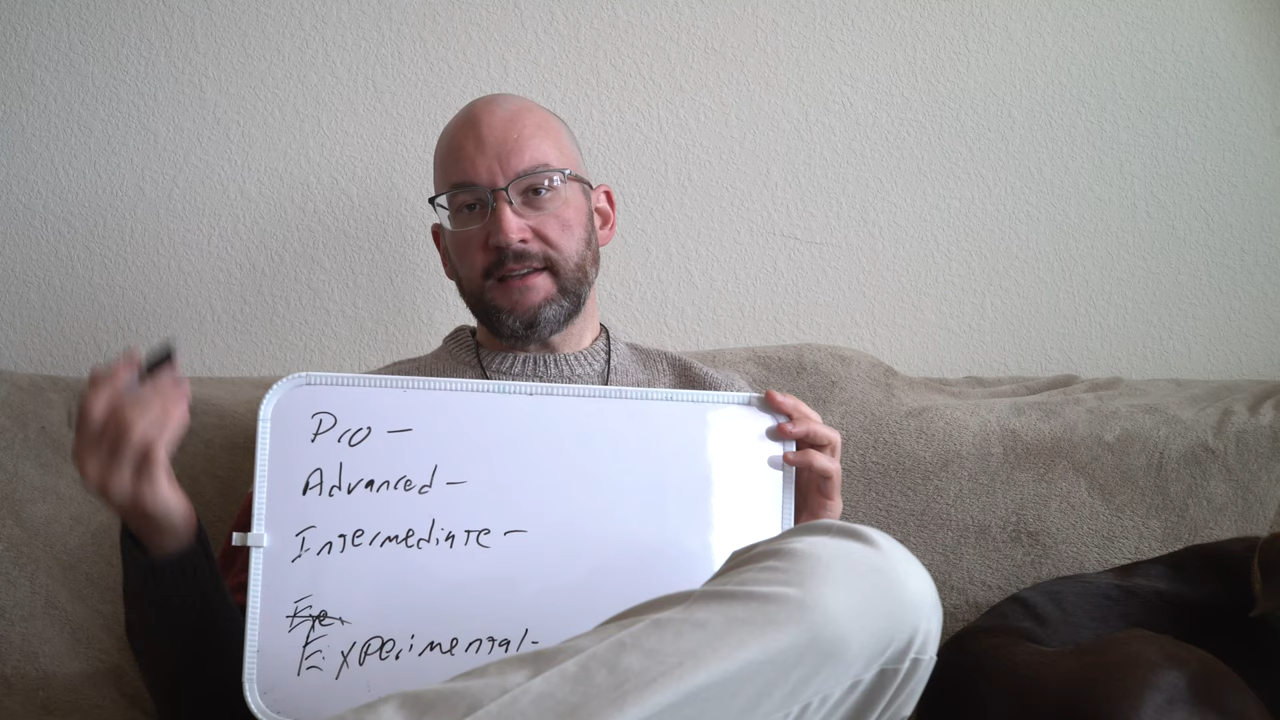 Pro -
Advanced -
Intermediate -
Experimental -